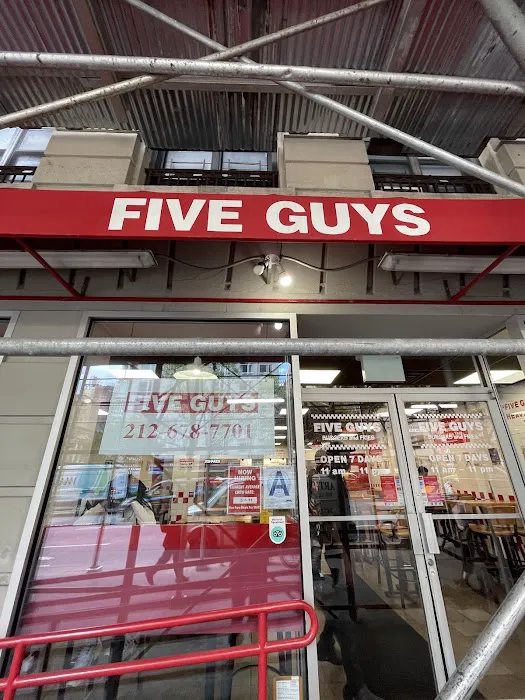 FIVE GUYS
FIVE GUYS
212-678-7701
NOW
HIRING
A
FIVE GUYS
BURGERS and FRIES
OPEN 7 DAYS
11 am 11 pm
FIVE GUYS
BURGERS and FRIES
OPEN 7 DAYS
11 am 11 pm
FIVE G